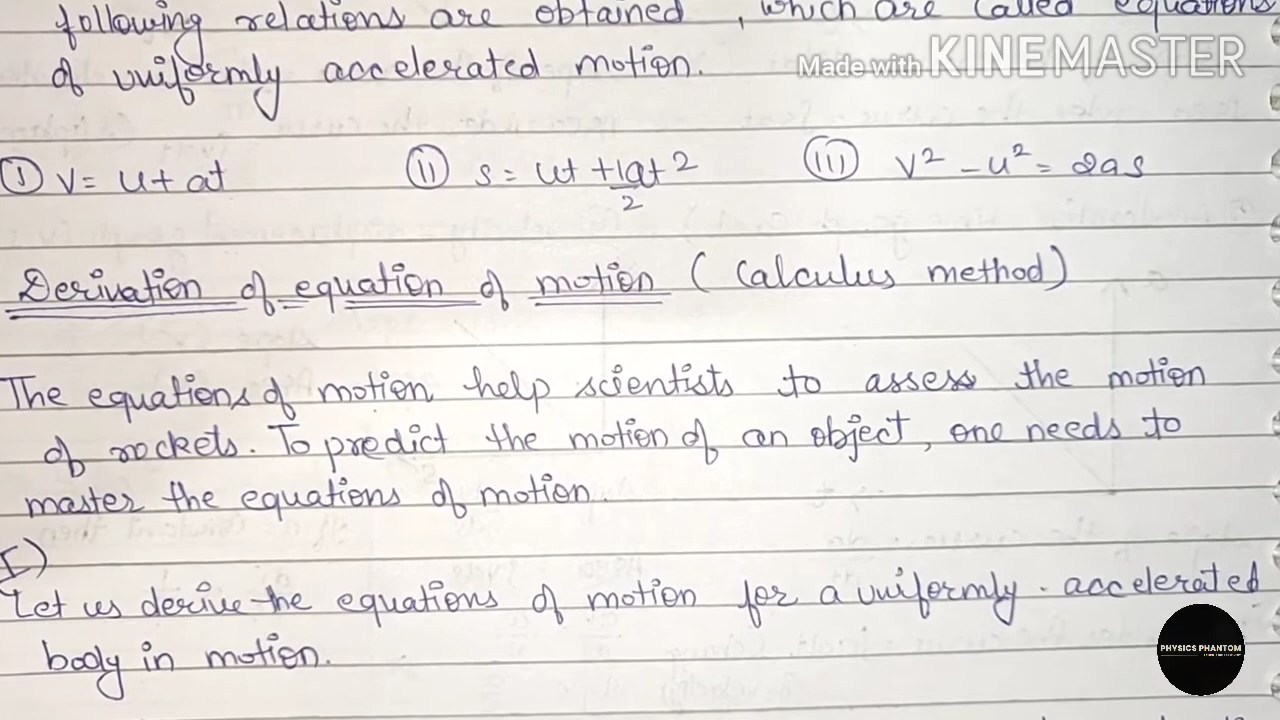 following relations are obtained , which are called equations
of uniformly accelerated motion.
Made with KINEMASTER
(I) v = u + at (II) s = ut + 1at² (III) v² - u² = 2as
2
Derivation of equation of motion ( Calculus method)
The equations of motion help scientists to assess the motion
of rockets. To predict the motion of an object, one needs to
master the equations of motion.
I)
Let us derive the equations of motion for a uniformly . accelerated
body in motion.
PHYSICS PHANTOM